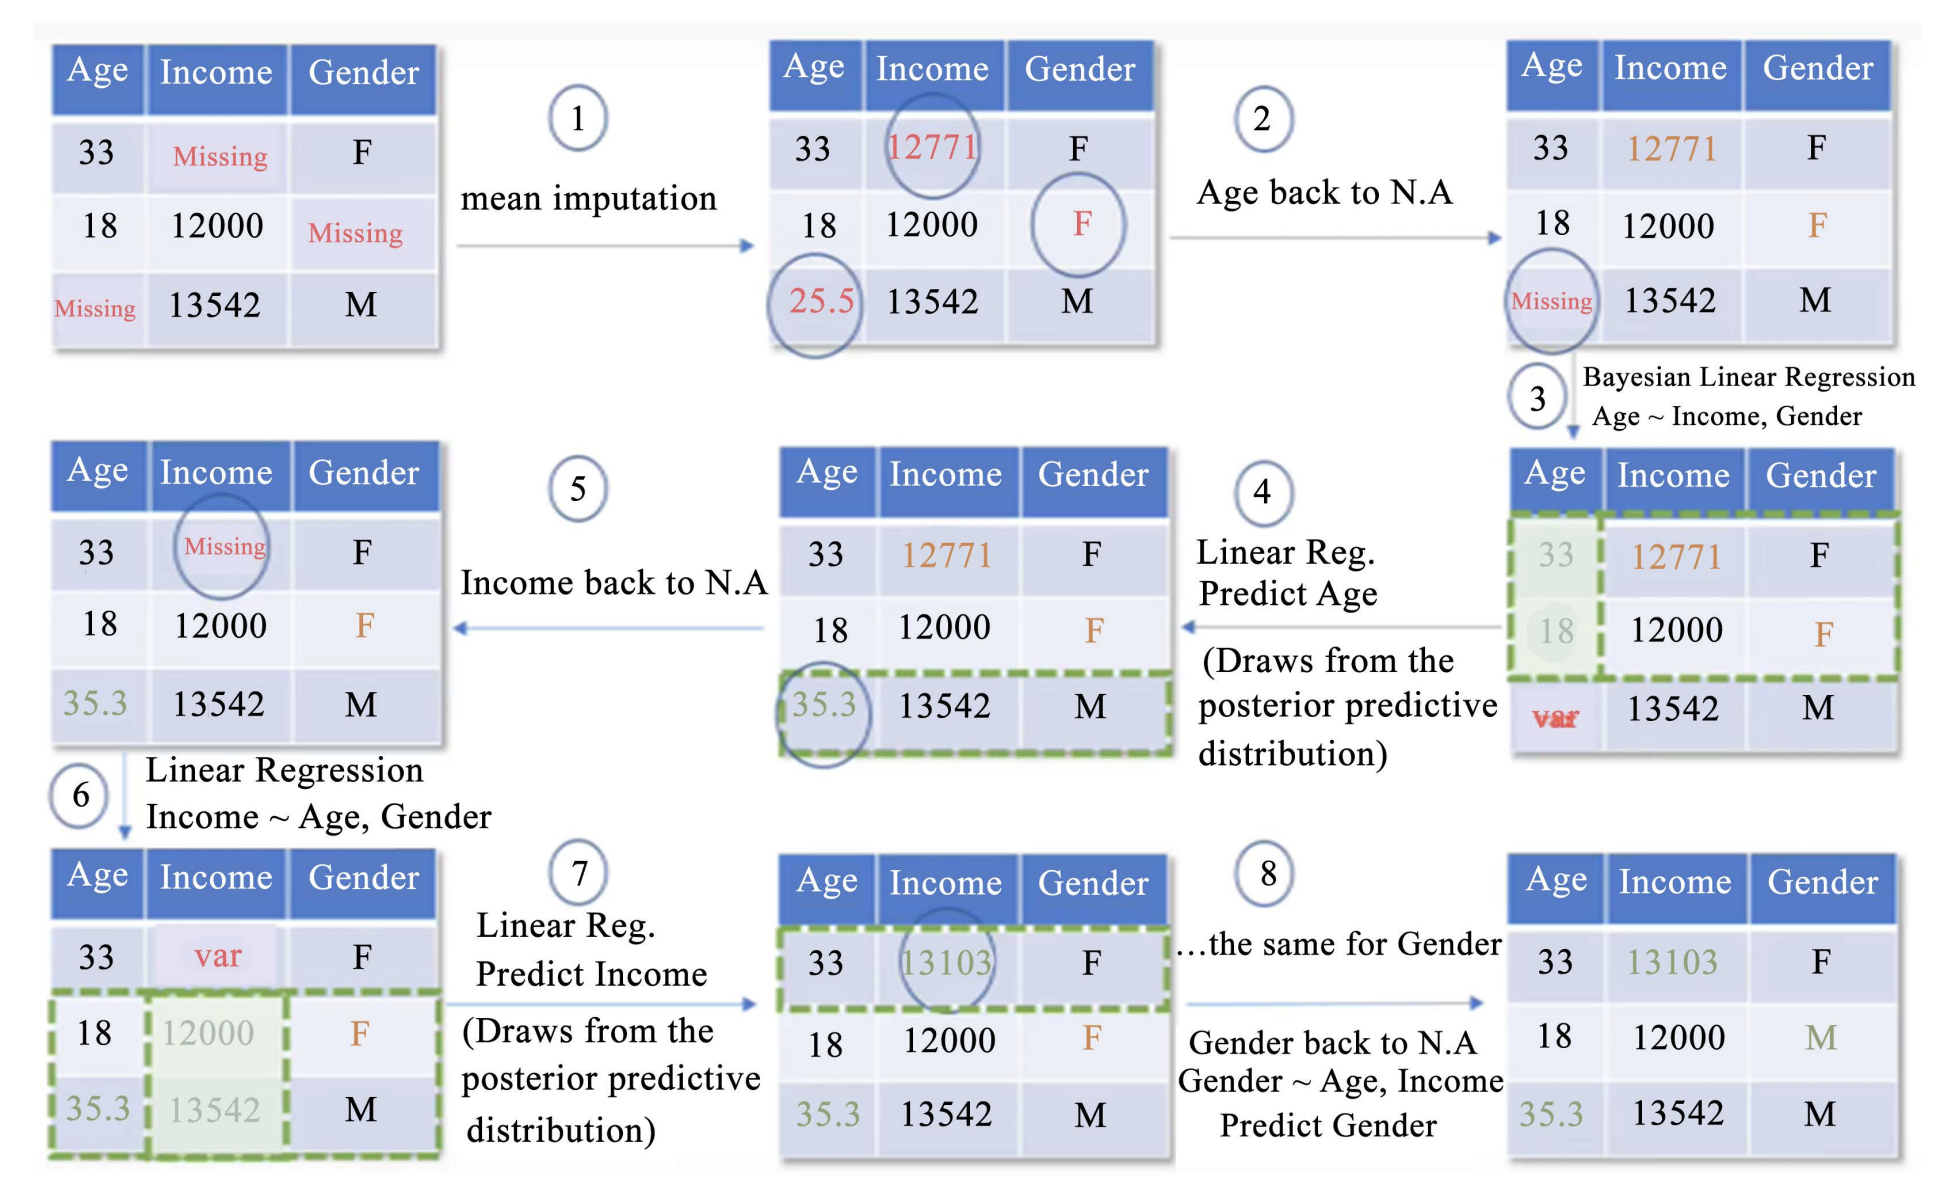 Age Income Gender
33 Missing F
18 12000 Missing
Missing 13542 M
1
mean imputation
Age Income Gender
33 12771 F
18 12000 F
25.5 13542 M
2
Age back to N.A
Age Income Gender
33 12771 F
18 12000 F
Missing 13542 M
3
Bayesian Linear Regression
Age ~ Income, Gender
Age Income Gender
33 12771 F
18 12000 F
var 13542 M
4
Linear Reg.
Predict Age
(Draws from the
posterior predictive
distribution)
Age Income Gender
33 12771 F
18 12000 F
35.3 13542 M
5
Income back to N.A
Age Income Gender
33 Missing F
18 12000 F
35.3 13542 M
6
Linear Regression
Income ~ Age, Gender
Age Income Gender
33 var F
18 12000 F
35.3 13542 M
7
Linear Reg.
Predict Income
(Draws from the
posterior predictive
distribution)
Age Income Gender
33 13103 F
18 12000 F
35.3 13542 M
8
...the same for Gender
Gender back to N.A
Gender ~ Age, Income
Predict Gender
Age Income Gender
33 13103 F
18 12000 M
35.3 13542 M